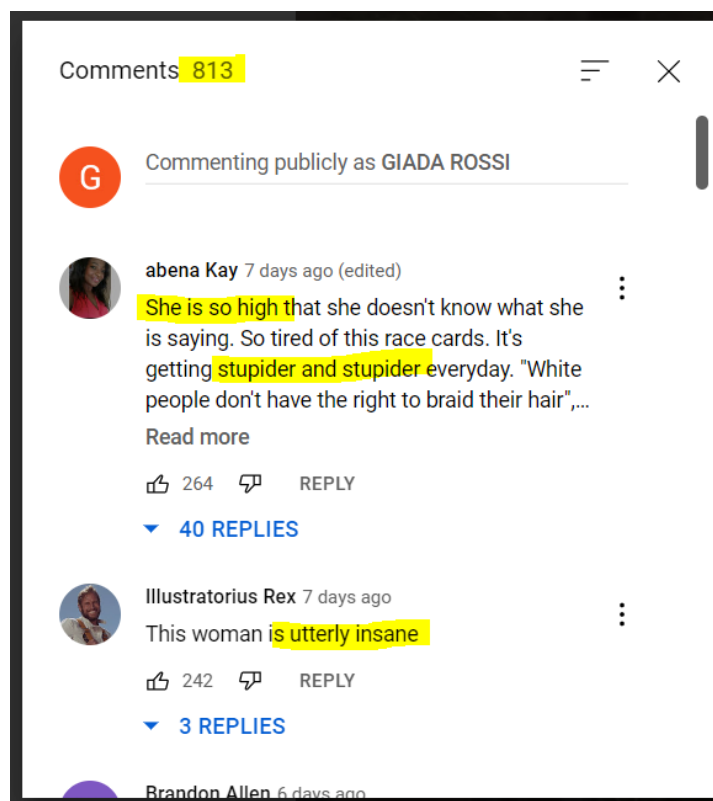 Comments 813
G
Commenting publicly as GIADA ROSSI
abena Kay 7 days ago (edited)
She is so high that she doesn't know what she
is saying. So tired of this race cards. It's
getting stupider and stupider everyday. "White
people don't have the right to braid their hair",...
Read more
264 REPLY
40 REPLIES
Illustratorius Rex 7 days ago
This woman is utterly insane
242 REPLY
3 REPLIES
Brandon Allen 6 days ago